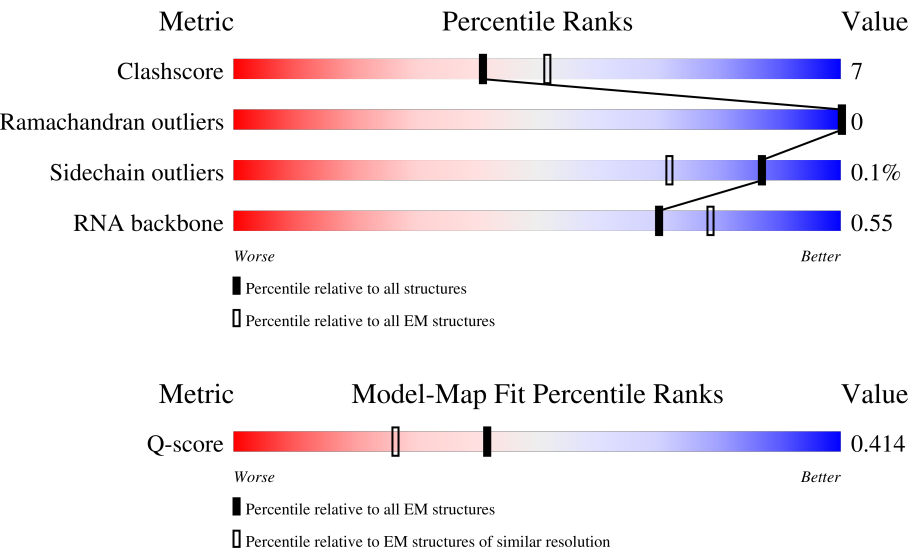 Metric Percentile Ranks Value
Clashscore 7
Ramachandran outliers 0
Sidechain outliers 0.1%
RNA backbone 0.55
Worse Better
Percentile relative to all structures
Percentile relative to all EM structures
Metric Model-Map Fit Percentile Ranks Value
Q-score 0.414
Worse Better
Percentile relative to all EM structures
Percentile relative to EM structures of similar resolution